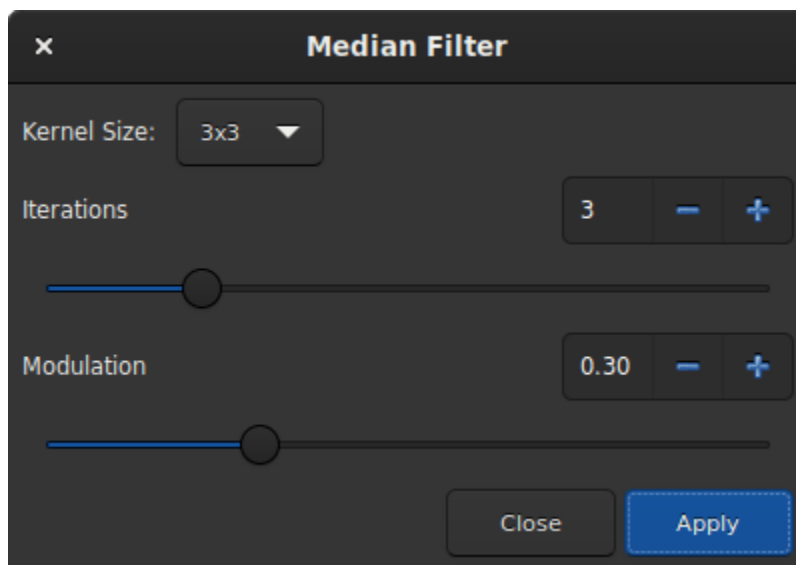 Median Filter
Kernel Size: 3x3
Iterations 3
Modulation 0.30
Close Apply